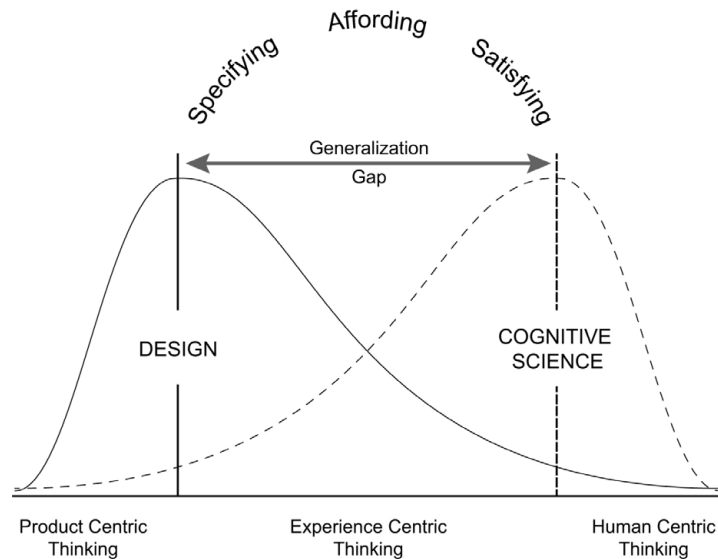 Affording
Specifying
Satisfying
Generalization
Gap
DESIGN
COGNITIVE
SCIENCE
Product Centric
Thinking
Experience Centric
Thinking
Human Centric
Thinking